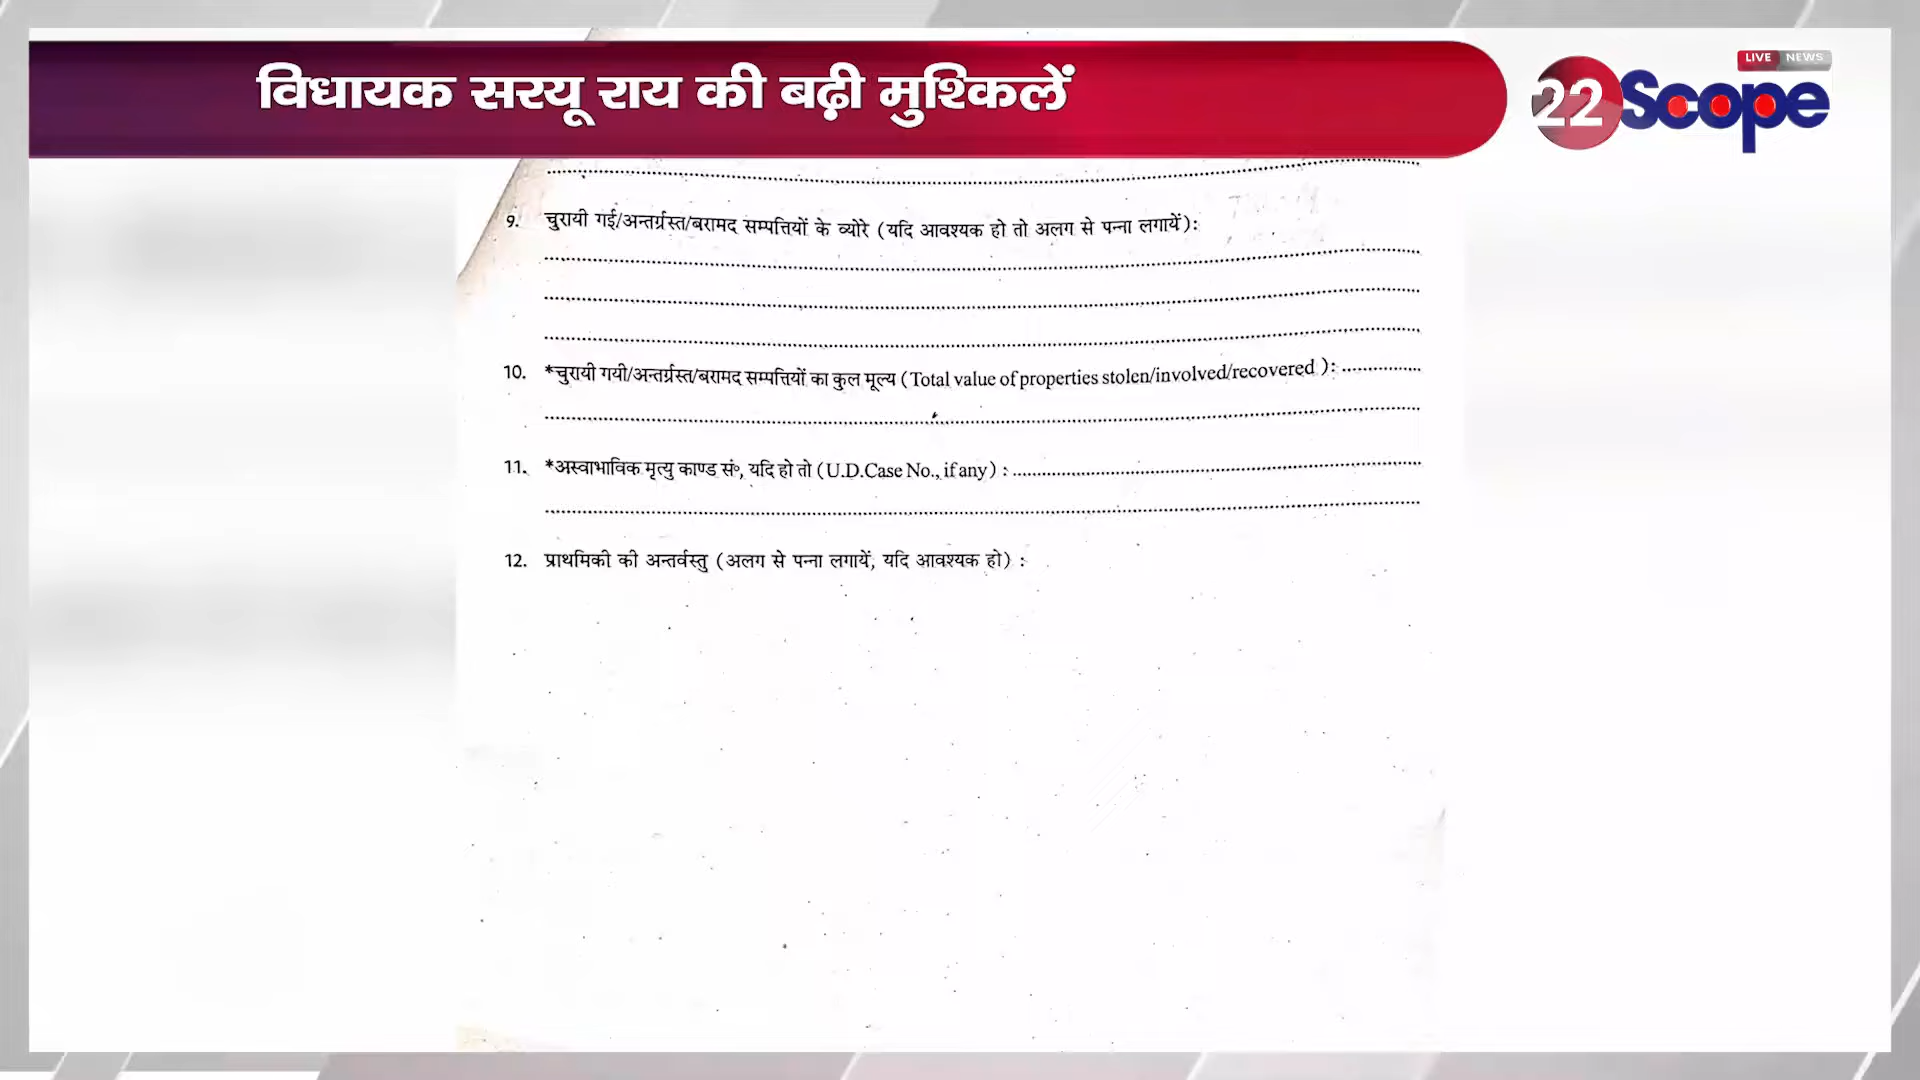 विधायक सरयू राय की बढ़ी मुश्किलें
LIVE NEWS
22Scope
9. चुरायी गई/अन्तर्ग्रस्त/बरामद सम्पत्तियों के व्योरे (यदि आवश्यक हो तो अलग से पन्ना लगायें):
10. *चुरायी गयी/अन्तर्ग्रस्त/बरामद सम्पत्तियों का कुल मूल्य (Total value of properties stolen/involved/recovered ):
11. *अस्वाभाविक मृत्यु काण्ड सं०, यदि हो तो (U.D.Case No., if any) :
12. प्राथमिकी की अन्तर्वस्तु (अलग से पन्ना लगायें, यदि आवश्यक हो) :